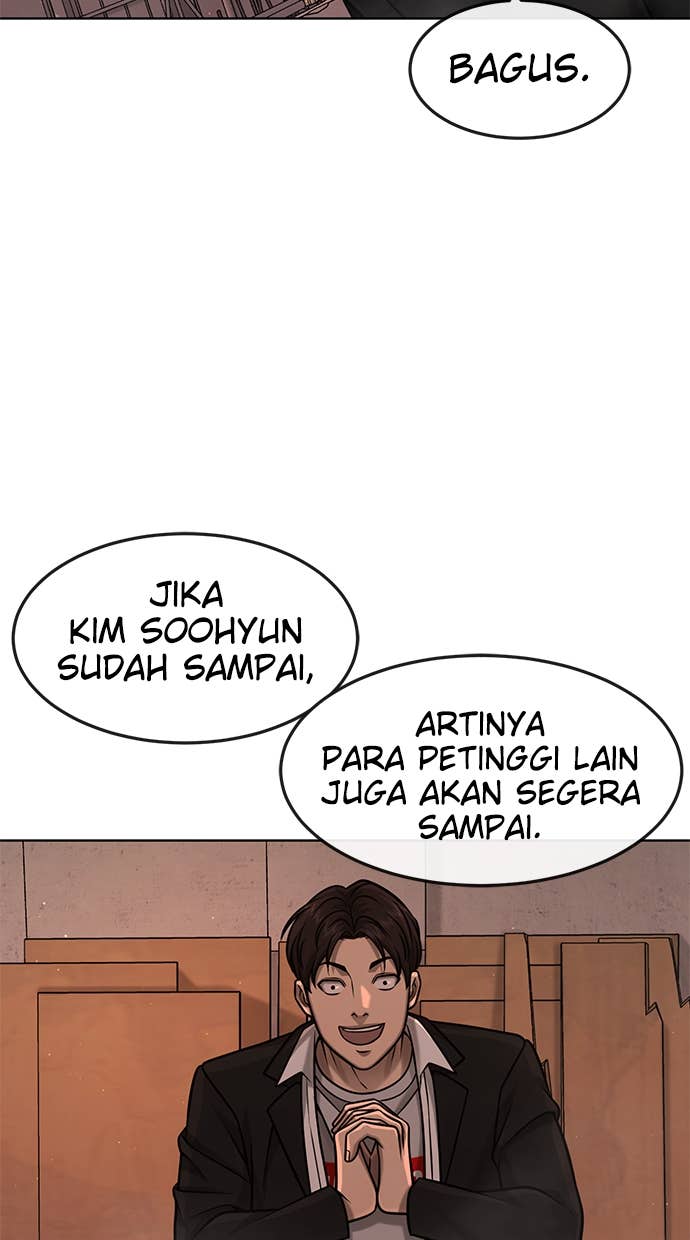 BAGUS.
JIKA
KIM SOOHYUN
SUDAH SAMPAI,
ARTINYA
PARA PETINGGI LAIN
JUGA AKAN SEGERA
SAMPAI.